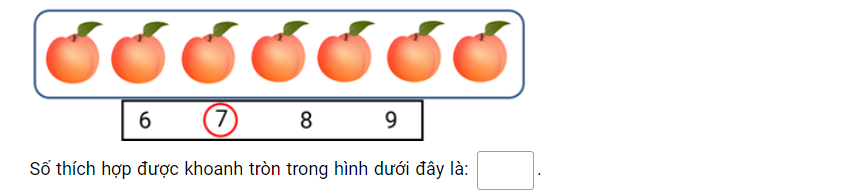 6 7 8 9
Số thích hợp được khoanh tròn trong hình dưới đây là: .